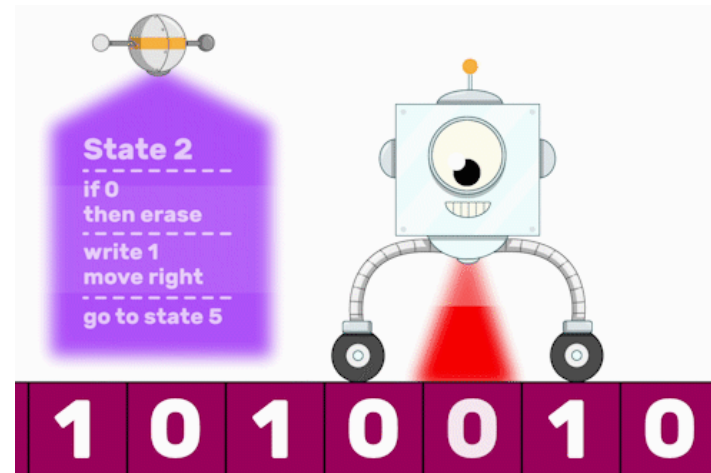 State 2
if 0
then erase
write 1
move right
go to state 5
1 0 1 0 0 1 0